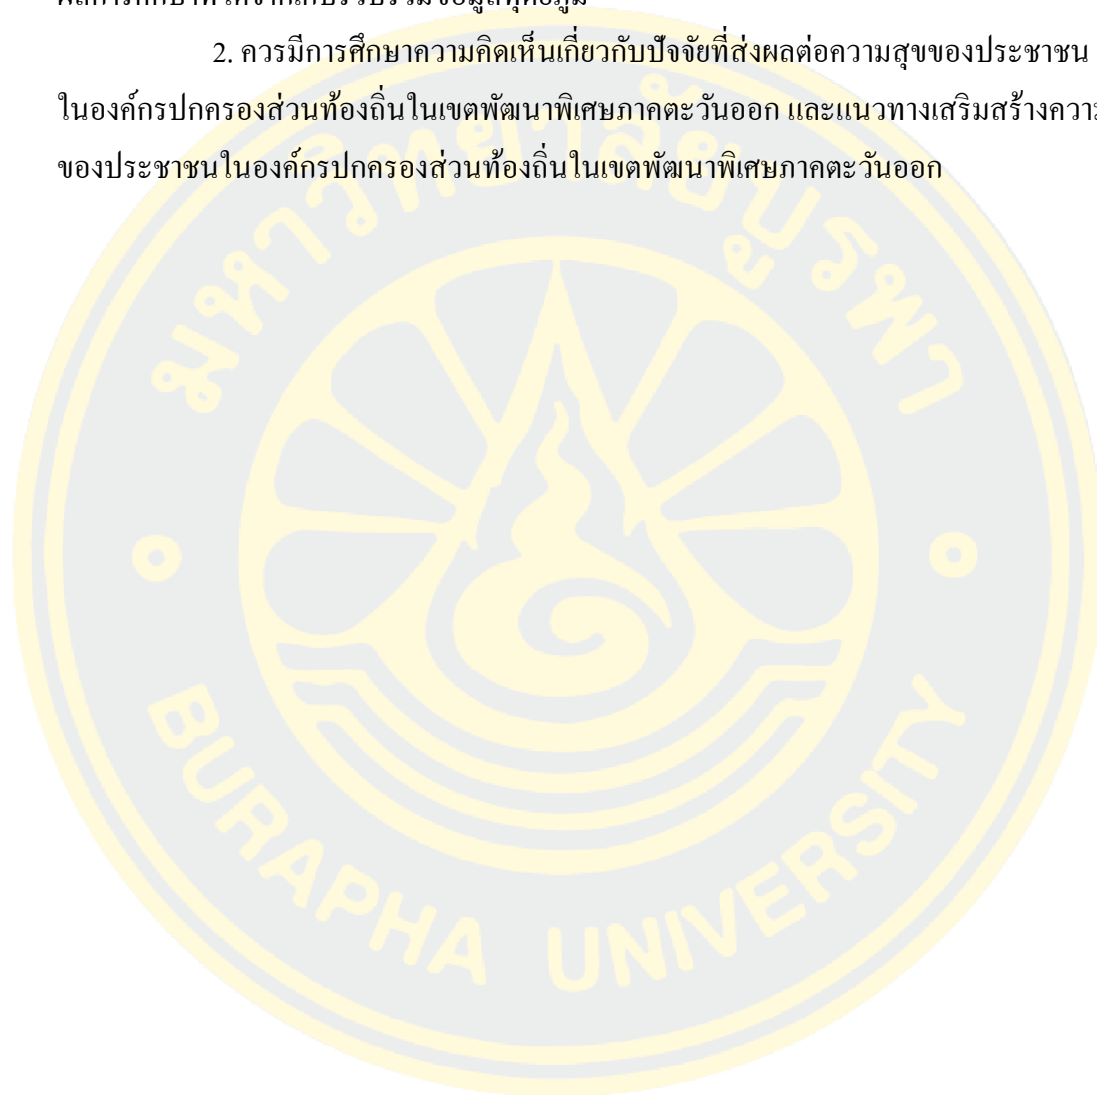 2. ควรมีการศึกษาความคิดเห็นเกี่ยวกับปัจจัยที่ส่งผลต่อความสุขของประชาชน
ในองค์กรปกครองส่วนท้องถิ่นในเขตพัฒนาพิเศษภาคตะวันออก และแนวทางเสริมสร้าง
ของประชาชนในองค์กรปกครองส่วนท้องถิ่นในเขตพัฒนาพิเศษภาคตะวันออก
มหาวิทยาลัยบูรพา
BURAPHA UNIVERSITY